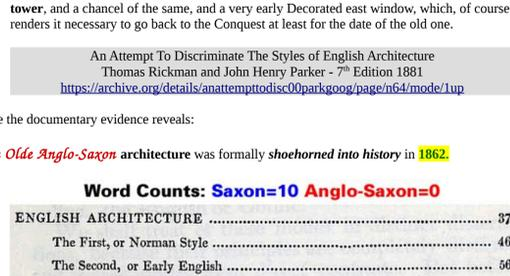 tower, and a chancel of the same, and a very early Decorated east window, which, of course
renders it necessary to go back to the Conquest at least for the date of the old one.
An Attempt To Discriminate The Styles of English Architecture
Thomas Rickman and John Henry Parker - 7th Edition 1881
https://archive.org/details/anattempttodisc00parkgoog/page/n64/mode/1up
the documentary evidence reveals:
Olde Anglo-Saxon architecture was formally shoehorned into history in 1862.
Word Counts: Saxon=10 Anglo-Saxon=0
ENGLISH ARCHITECTURE ........................................ 37
The First, or Norman Style ........................................ 46
The Second, or Early English ........................................ 56